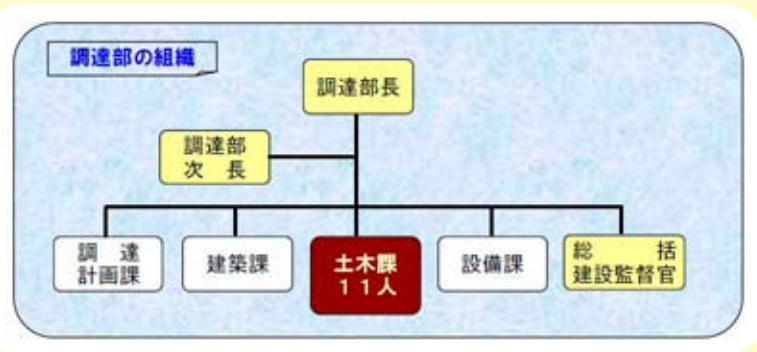 調達部の組織
調達部長
調達部
次　長
調　達
計画課
建築課
土木課
１１人
設備課
総　　括
建設監督官